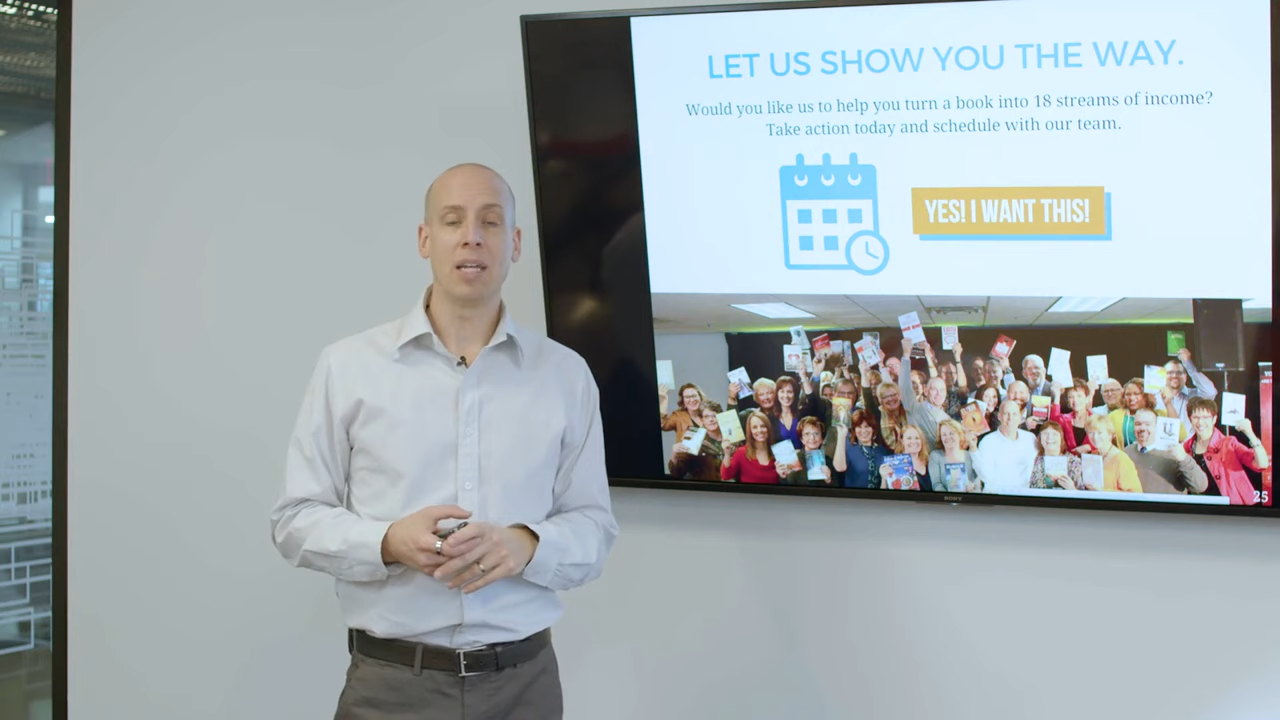 LET US SHOW YOU THE WAY.
Would you like us to help you turn a book into 18 streams of income?
Take action today and schedule with our team.
YES! I WANT THIS!
SONY
25